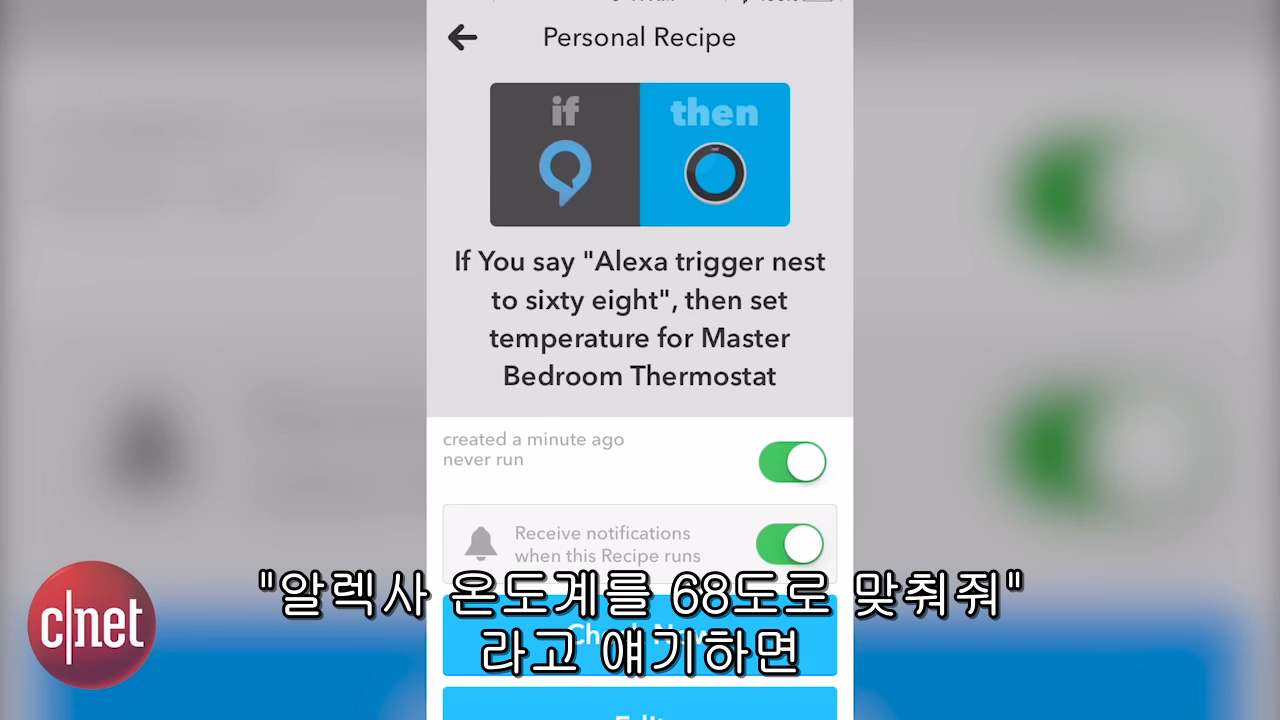 Personal Recipe
if
then
If You say "Alexa trigger nest
to sixty eight", then set
temperature for Master
Bedroom Thermostat
created a minute ago
never run
Receive notifications
when this Recipe runs
"알렉사 온도계를 68도로 맞춰줘"
라고 얘기하면
c|net